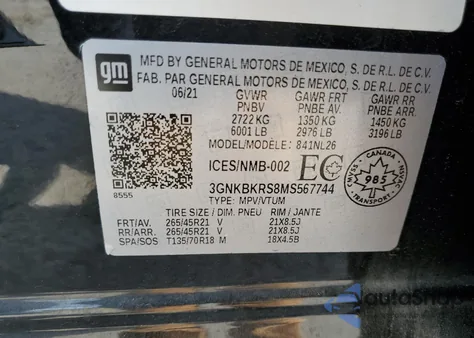 gm
MFD BY GENERAL MOTORS DE MEXICO, S. DE R.L. DE C.V.
FAB. PAR GENERAL MOTORS DE MEXICO, S. DE R.L. DE C.V.
06/21 GVWR GAWR FRT GAWR RR
PNBV PNBE AV. PNBE ARR.
2722 KG 1350 KG 1450 KG
6001 LB 2976 LB 3196 LB
MODEL/MODÈLE: 841NL26
ICES/NMB-002 EC
CANADA
985
TRANSPORT
3GNKBKRS8MS567744
8555
TYPE: MPV/VTUM
TIRE SIZE / DIM. PNEU RIM / JANTE
FRT/AV. 265/45R21 V 21X8.5J
RR/ARR. 265/45R21 V 21X8.5J
SPA/SOS T135/70R18 M 18X4.5B